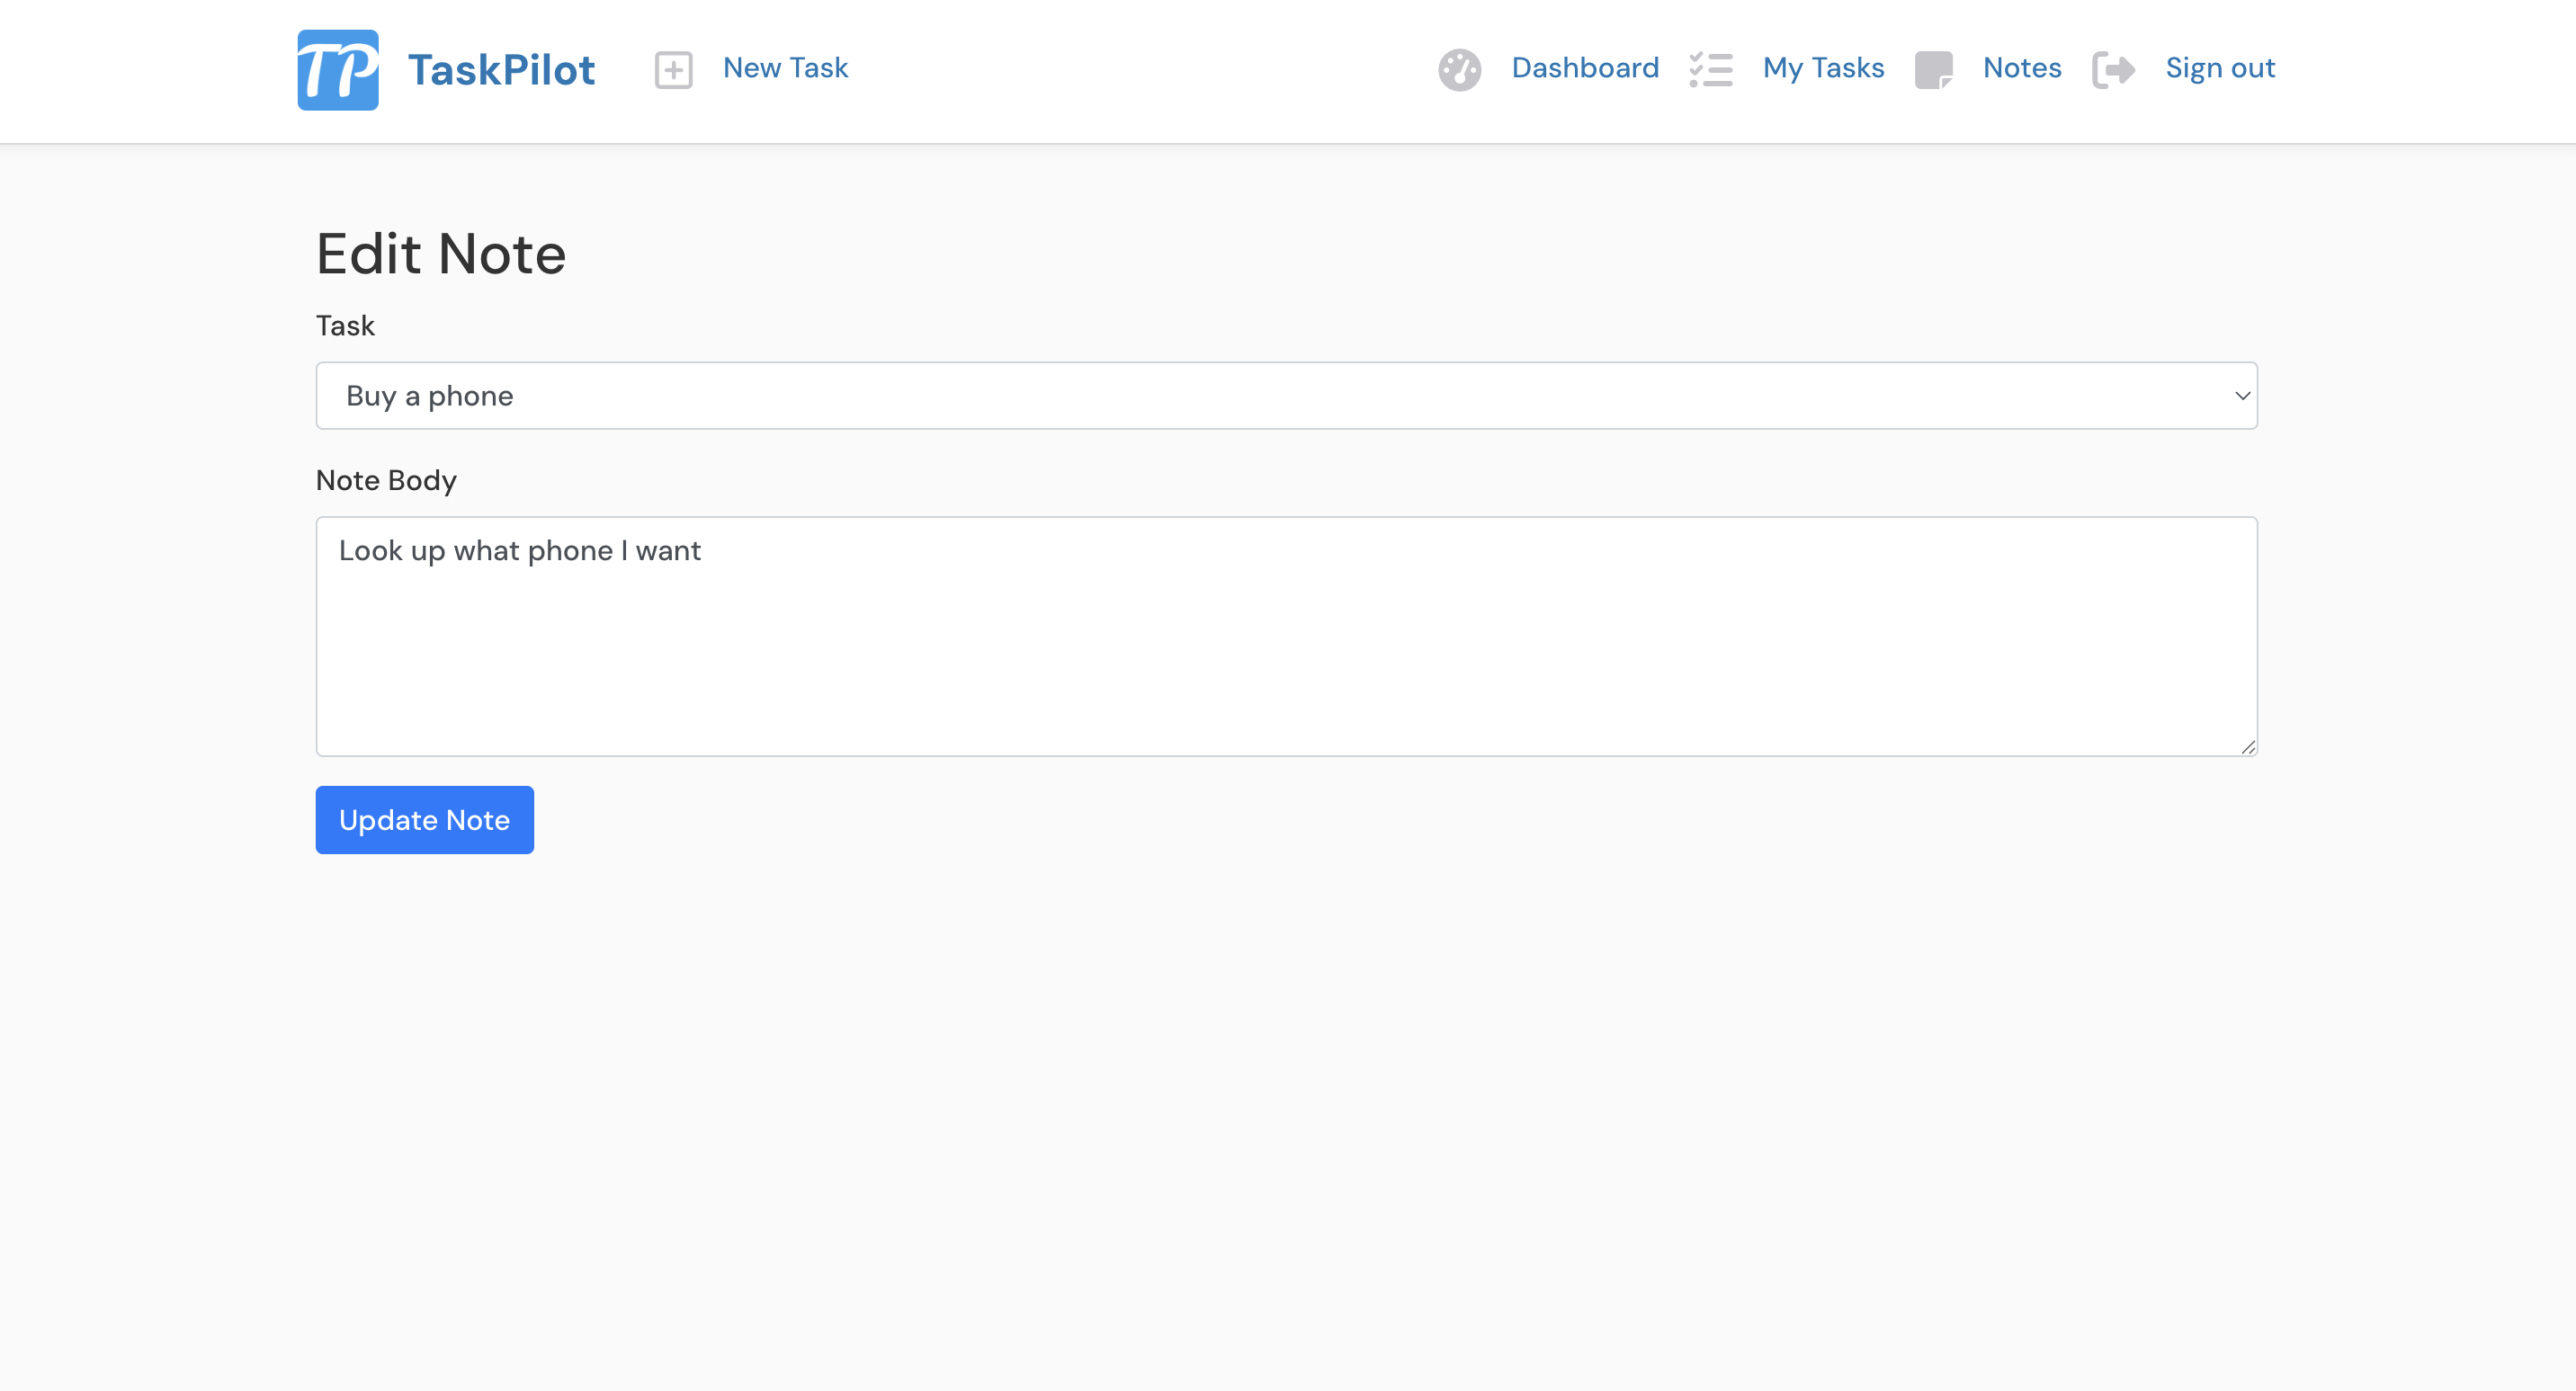 TP TaskPilot New Task Dashboard My Tasks Notes Sign out
Edit Note
Task
Buy a phone
Note Body
Look up what phone I want
Update Note